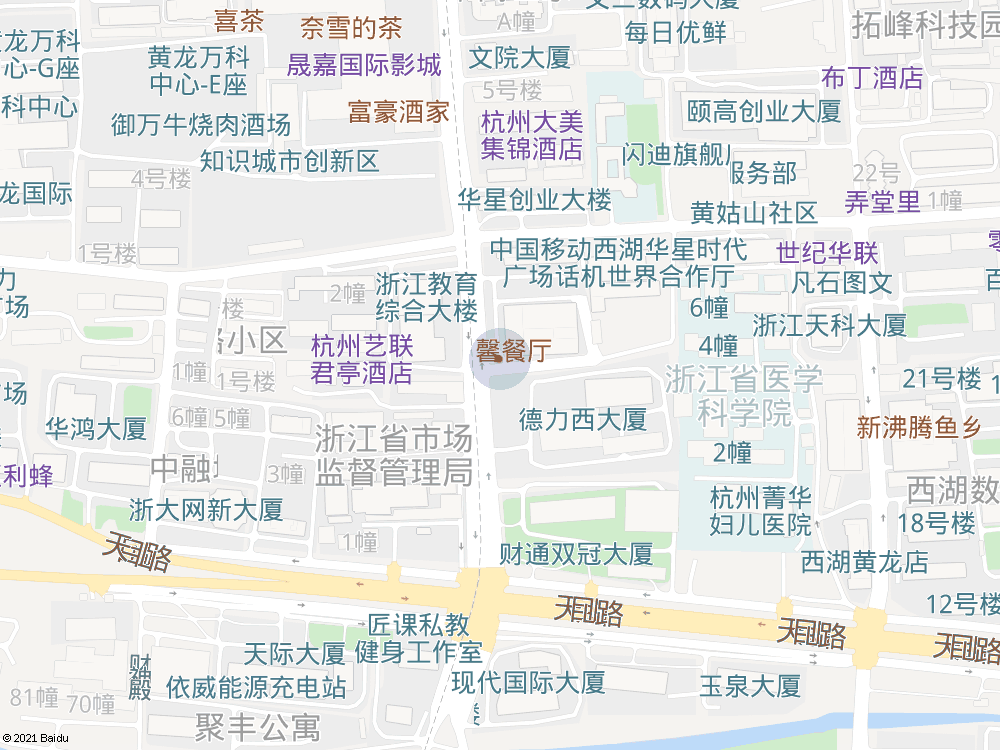 喜茶
奈雪的茶
A幢
每日优鲜
拓峰科技园
黄龙万科
中心-G座
黄龙万科
中心-E座
晟嘉国际影城
文院大厦
布丁酒店
科中心
富豪酒家
5号楼
颐高创业大厦
御万牛烧肉酒场
杭州大美
集锦酒店
知识城市创新区
闪迪旗舰
服务部
4号楼
22号
龙国际
华星创业大楼
黄姑山社区
弄堂里
1幢
1号楼
中国移动西湖华星时代
广场话机世界合作厅
世纪华联
零
力
广场
2幢
浙江教育
综合大楼
6幢
凡石图文
百
路小区
杭州艺联
君亭酒店
馨餐厅
4幢
浙江天科大厦
1幢
1号楼
浙江省医学
科学院
21号楼
1
广场
6幢
5幢
华鸿大厦
德力西大厦
新沸腾鱼乡
浙江省市场
监督管理局
中融
2幢
利蜂
3幢
西湖数
浙大网新大厦
杭州菁华
妇儿医院
18号楼
1幢
天目山路
财通双冠大厦
西湖黄龙店
天目山路
12号楼
匠课私教
健身工作室
天目山路
天目山路
天际大厦
财神殿
依威能源充电站
现代国际大厦
玉泉大厦
81幢
70幢
聚丰公寓
© 2021 Baidu